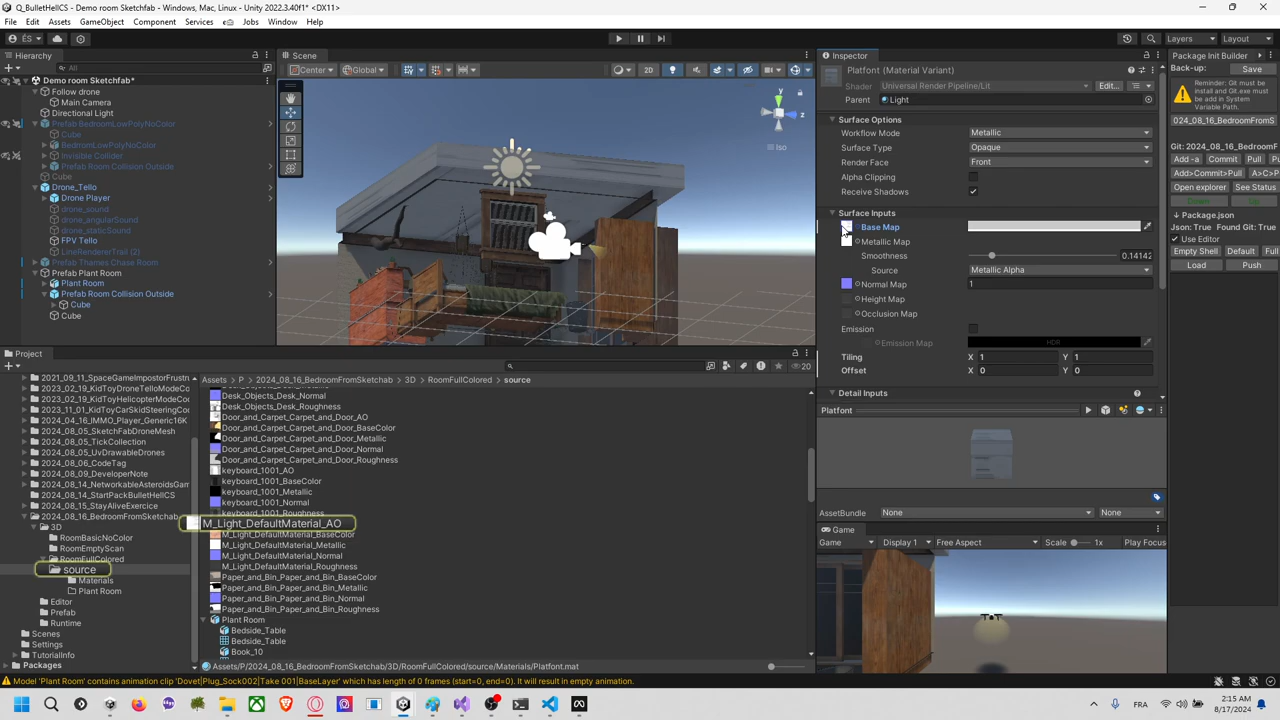 Q_BulletHellCS - Demo room Sketchfab - Windows, Mac, Linux - Unity 2022.3.40f1* <DX11>
File Edit Assets GameObject Component Services Jobs Window Help
ÉS
Layers Layout
Hierarchy
All
Demo room Sketchfab*
Follow drone
Main Camera
Directional Light
Prefab BedroomLowPolyNoColor
Cube
BedrromLowPolyNoColor
Invisible Collider
Prefab Room Collision Outside
Cube
Drone_Tello
Drone Player
drone_sound
drone_angularSound
drone_staticSound
FPV Tello
LineRendererTrail (2)
Prefab Thames Chase Room
Prefab Plant Room
Plant Room
Prefab Room Collision Outside
Cube
Cube
Scene
Center Global 2D
y
z
Iso
Inspector
Platfont (Material Variant)
Shader Universal Render Pipeline/Lit Edit...
Parent Light
Surface Options
Workflow Mode Metallic
Surface Type Opaque
Render Face Front
Alpha Clipping
Receive Shadows
Surface Inputs
Base Map
Metallic Map
Smoothness 0.14142
Source Metallic Alpha
Normal Map 1
Height Map
Occlusion Map
Emission
Emission Map HDR
Tiling X 1 Y 1
Offset X 0 Y 0
Detail Inputs
Platfont
AssetBundle None None
Game
Game Display 1 Free Aspect Scale 1x Play Focus
Package Init Builder
Back-up: Save
Reminder: Git must be
install and Git.exe must
be add in System
Variable Path.
024_08_16_BedroomFromS
Git: 2024_08_16_BedroomF
Add -a Commit Pull
Add>Commit>Pull A>C>P
Open explorer See Status
Down Up
Package.json
Json: True Found Git: True
Use Editor
Empty Shell Default Full
Load Push
Project
20
2021_09_11_SpaceGameImpostorFrustn
2023_02_19_KidToyDroneTelloModeCo
2023_02_19_KidToyHelicopterModeCo
2023_11_01_KidToyCarSkidSteeringCo
2024_04_16_IMMO_Player_Generic16K
2024_08_05_SketchFabDroneMesh
2024_08_05_TickCollection
2024_08_05_UvDrawableDrones
2024_08_06_CodeTag
2024_08_09_DeveloperNote
2024_08_14_NetworkableAsteroidsGam
2024_08_14_StartPackBulletHellCS
2024_08_15_StayAliveExercice
2024_08_16_BedroomFromSketchab
3D
RoomBasicNoColor
RoomEmptyScan
RoomFullColored
source
Materials
Plant Room
Editor
Prefab
Runtime
Scenes
Settings
TutorialInfo
Packages
Assets > P > 2024_08_16_BedroomFromSketchab > 3D > RoomFullColored > source
Desk_Objects_Desk_Normal
Desk_Objects_Desk_Roughness
Door_and_Carpet_Carpet_and_Door_AO
Door_and_Carpet_Carpet_and_Door_BaseColor
Door_and_Carpet_Carpet_and_Door_Metallic
Door_and_Carpet_Carpet_and_Door_Normal
Door_and_Carpet_Carpet_and_Door_Roughness
keyboard_1001_AO
keyboard_1001_BaseColor
keyboard_1001_Metallic
keyboard_1001_Normal
keyboard_1001_Roughness
M_Light_DefaultMaterial_AO
M_Light_DefaultMaterial_BaseColor
M_Light_DefaultMaterial_Metallic
M_Light_DefaultMaterial_Normal
M_Light_DefaultMaterial_Roughness
Paper_and_Bin_Paper_and_Bin_BaseColor
Paper_and_Bin_Paper_and_Bin_Metallic
Paper_and_Bin_Paper_and_Bin_Normal
Paper_and_Bin_Paper_and_Bin_Roughness
Plant Room
Bedside_Table
Bedside_Table
Book_10
Assets/P/2024_08_16_BedroomFromSketchab/3D/RoomFullColored/source/Materials/Platfont.mat
Model 'Plant Room' contains animation clip 'Dovet|Plug_Sock002|Take 001|BaseLayer' which has length of 0 frames (start=0, end=0). It will result in empty animation.
FRA
2:15 AM
8/17/2024